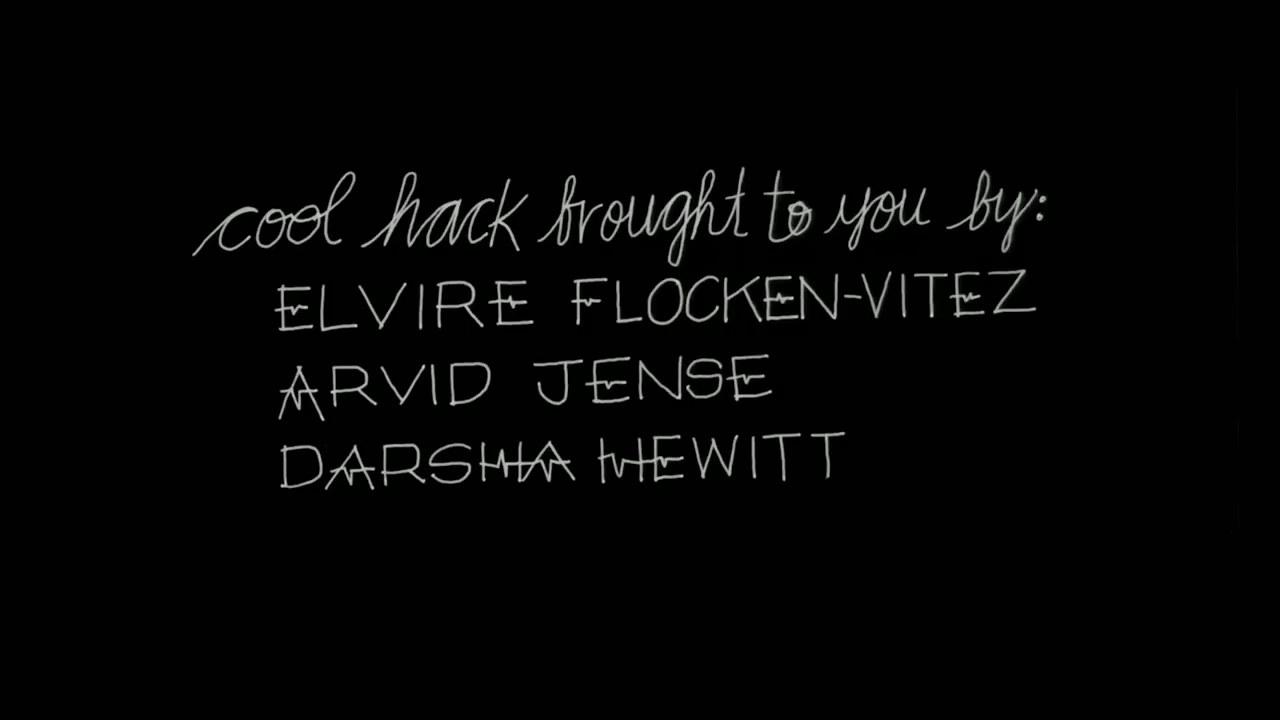 cool hack brought to you by:
ELVIRE FLOCKEN-VITEZ
ARVID JENSE
DARSHA HEWITT